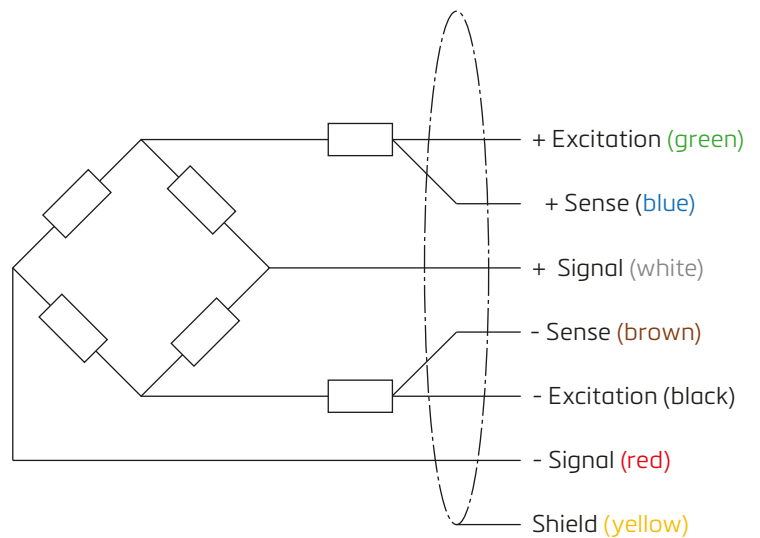 + Excitation (green)
+ Sense (blue)
+ Signal (white)
- Sense (brown)
- Excitation (black)
- Signal (red)
Shield (yellow)